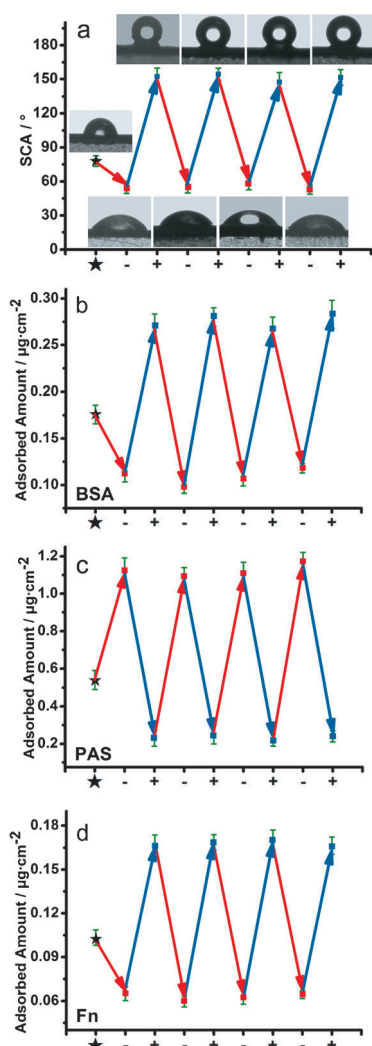 a
SCA / °
180
150
120
90
60
30
0
★ - + - + - + - +
b
Adsorbed Amount / μg·cm-2
0.30
0.25
0.20
0.15
0.10
BSA
★ - + - + - + - +
c
Adsorbed Amount / μg·cm-2
1.2
1.0
0.8
0.6
0.4
0.2
PAS
★ - + - + - + - +
d
Adsorbed Amount / μg·cm-2
0.18
0.15
0.12
0.09
0.06
Fn
★ - + - + - + - +